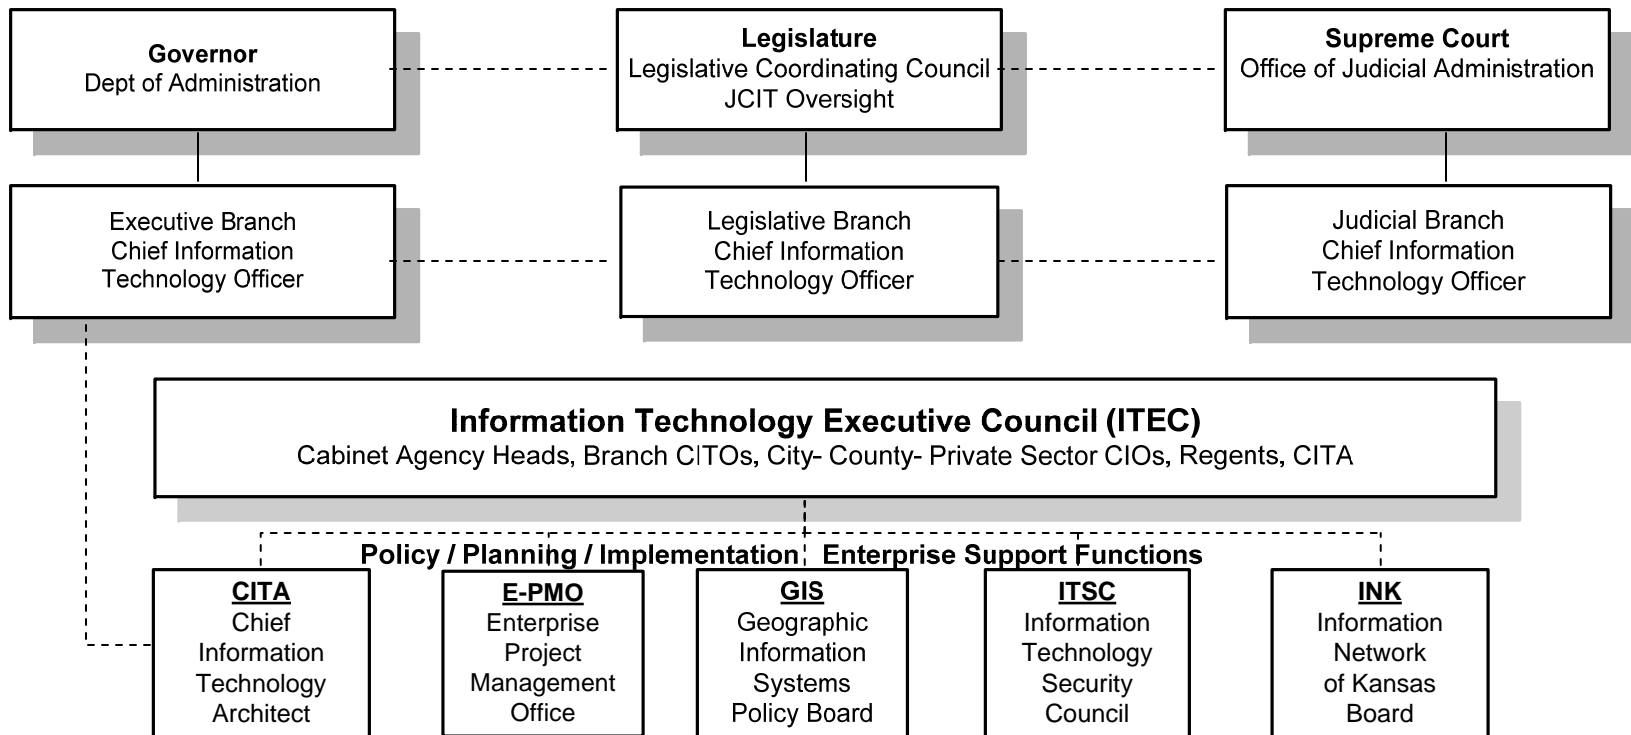 Governor
Dept of Administration
Legislature
Legislative Coordinating Council
JCIT Oversight
Supreme Court
Office of Judicial Administration
Executive Branch
Chief Information
Technology Officer
Legislative Branch
Chief Information
Technology Officer
Judicial Branch
Chief Information
Technology Officer
Information Technology Executive Council (ITEC)
Cabinet Agency Heads, Branch CITOs, City- County- Private Sector CIOs, Regents, CITA
Policy / Planning / Implementation Enterprise Support Functions
CITA
Chief
Information
Technology
Architect
E-PMO
Enterprise
Project
Management
Office
GIS
Geographic
Information
Systems
Policy Board
ITSC
Information
Technology
Security
Council
INK
Information
Network
of Kansas
Board